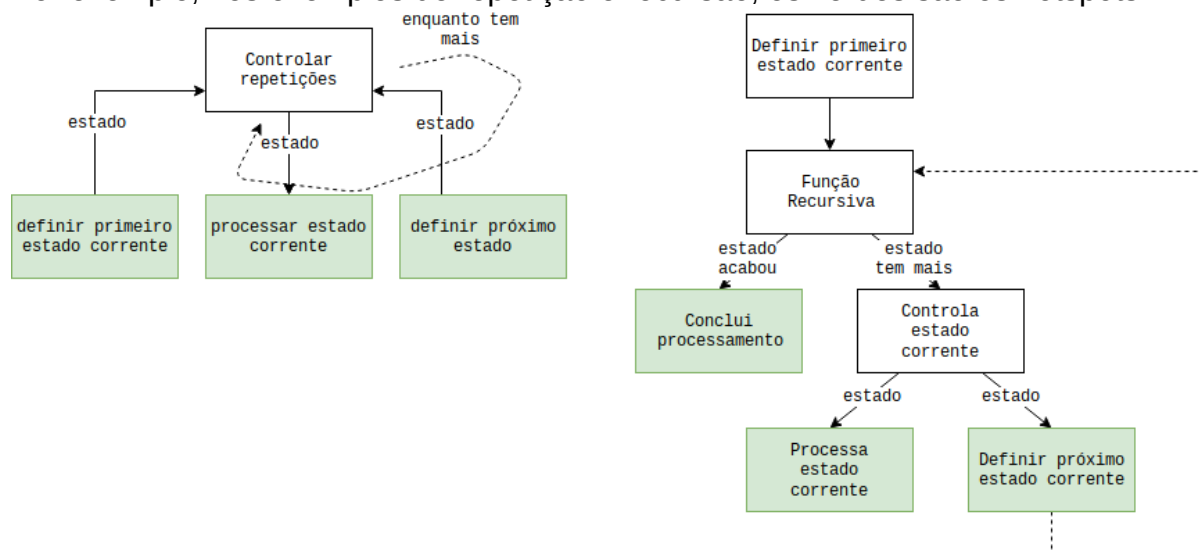 enquanto tem
mais
Controlar
repetições
estado
estado
estado
definir primeiro
estado corrente
processar estado
corrente
definir próximo
estado
Definir primeiro
estado corrente
Função
Recursiva
estado
acabou
estado
tem mais
Conclui
processamento
Controla
estado
corrente
estado
estado
Processa
estado
corrente
Definir próximo
estado corrente